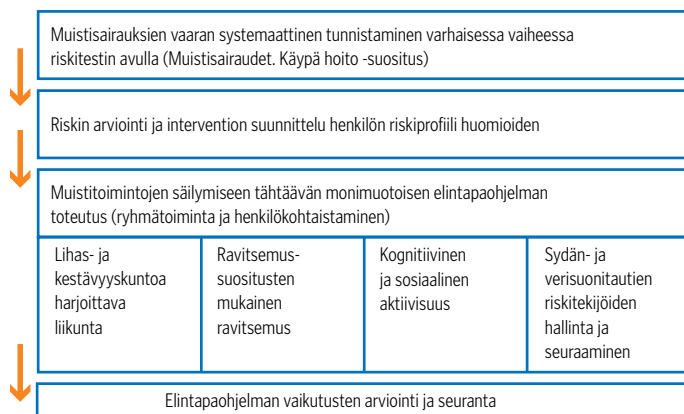 Muistisairauksien vaaran systemaattinen tunnistaminen varhaisessa vaiheessa
riskitestin avulla (Muistisairaudet. Käypä hoito -suositus)
Riskin arviointi ja intervention suunnittelu henkilön riskiprofiili huomioiden
Muistitoimintojen säilymiseen tähtäävän monimuotoisen elintapaohjelman
toteutus (ryhmätoiminta ja henkilökohtaistaminen)
Lihas- ja
kestävyyskuntoa
harjoittava
liikunta
Ravitsemus-
suositusten
mukainen
ravitsemus
Kognitiivinen
ja sosiaalinen
aktiivisuus
Sydän- ja
verisuonitautien
riskitekijöiden
hallinta ja
seuraaminen
Elintapaohjelman vaikutusten arviointi ja seuranta